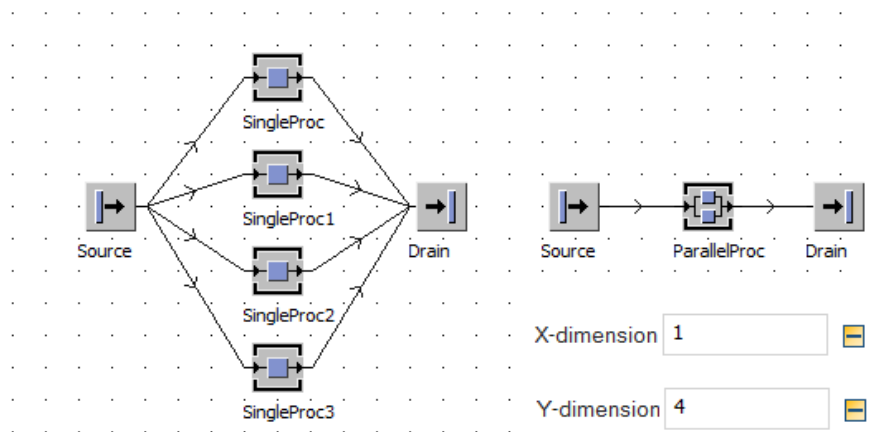 SingleProc
SingleProc1
Source
Drain
SingleProc2
SingleProc3
Source
ParallelProc
Drain
X-dimension 1
Y-dimension 4